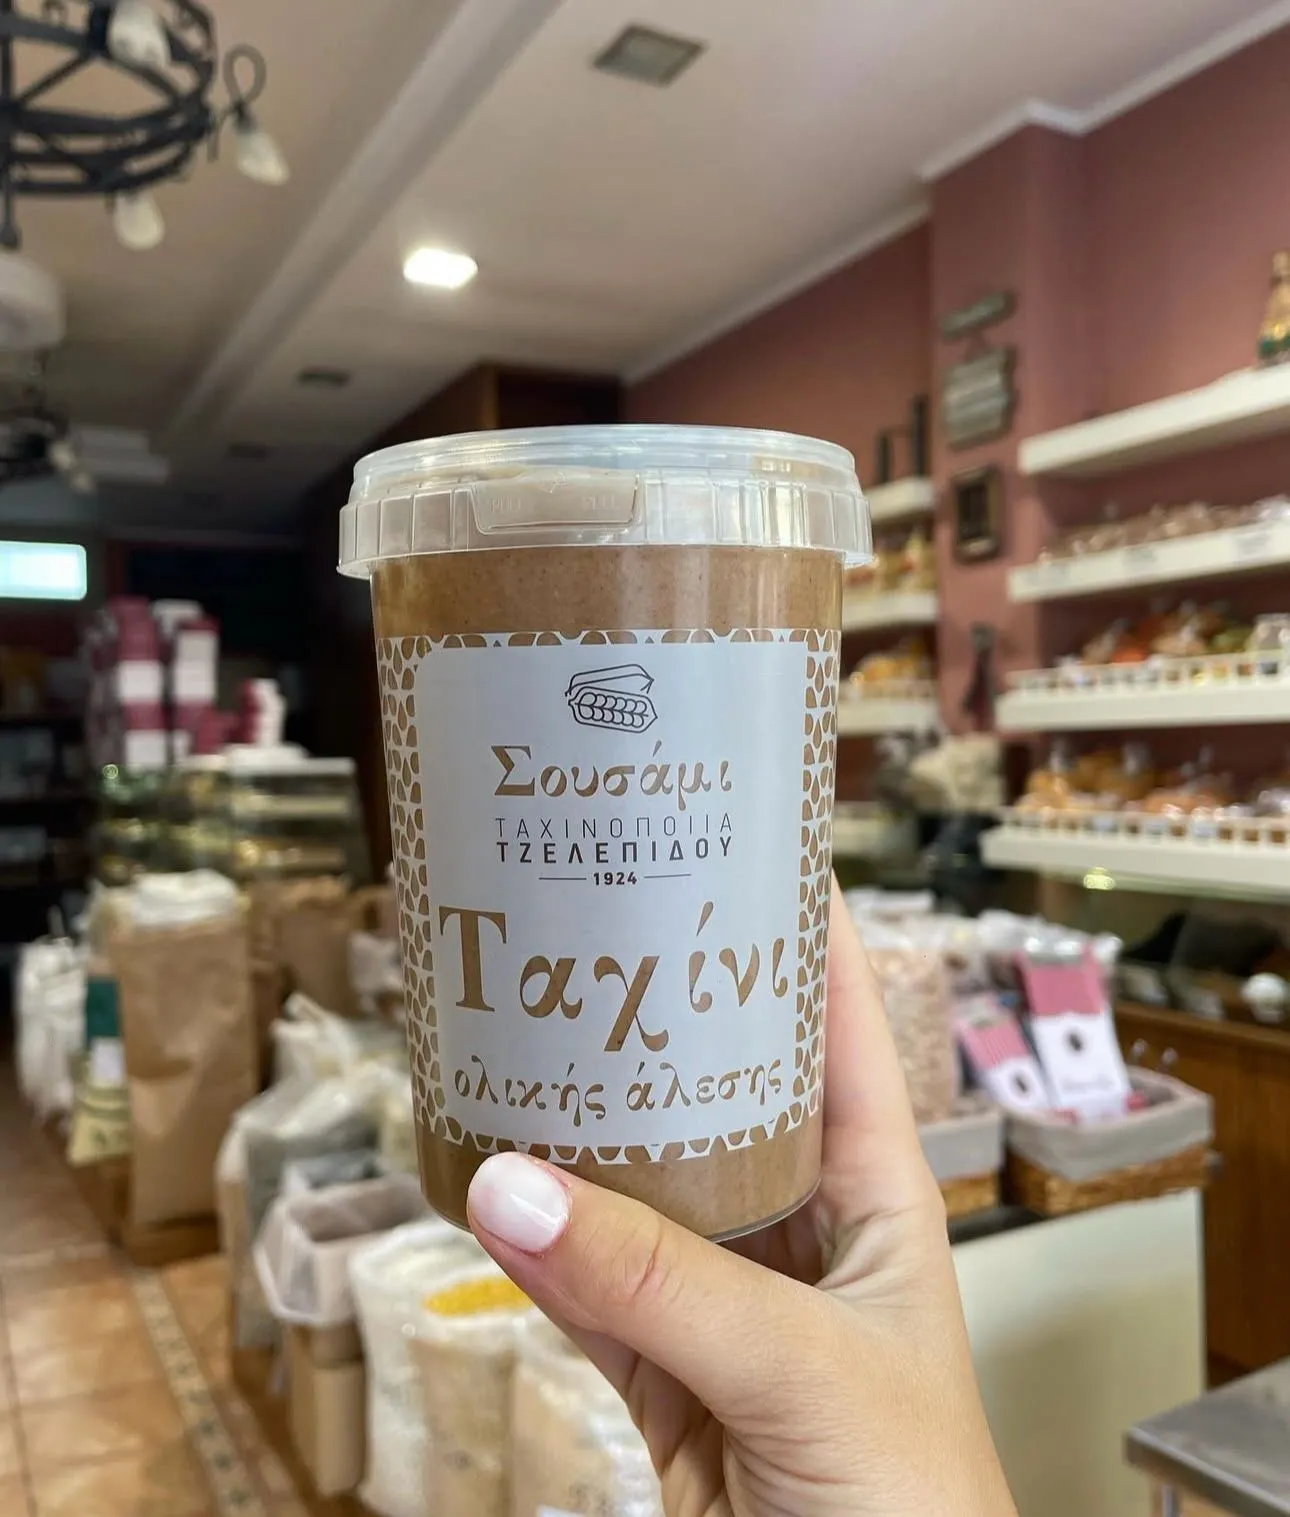 Σουσάμι
ΤΑΧΙΝΟΠΟΙΙΑ
ΤΖΕΛΕΠΙΔΟΥ
1924
Ταχίνι
ολικής άλεσης